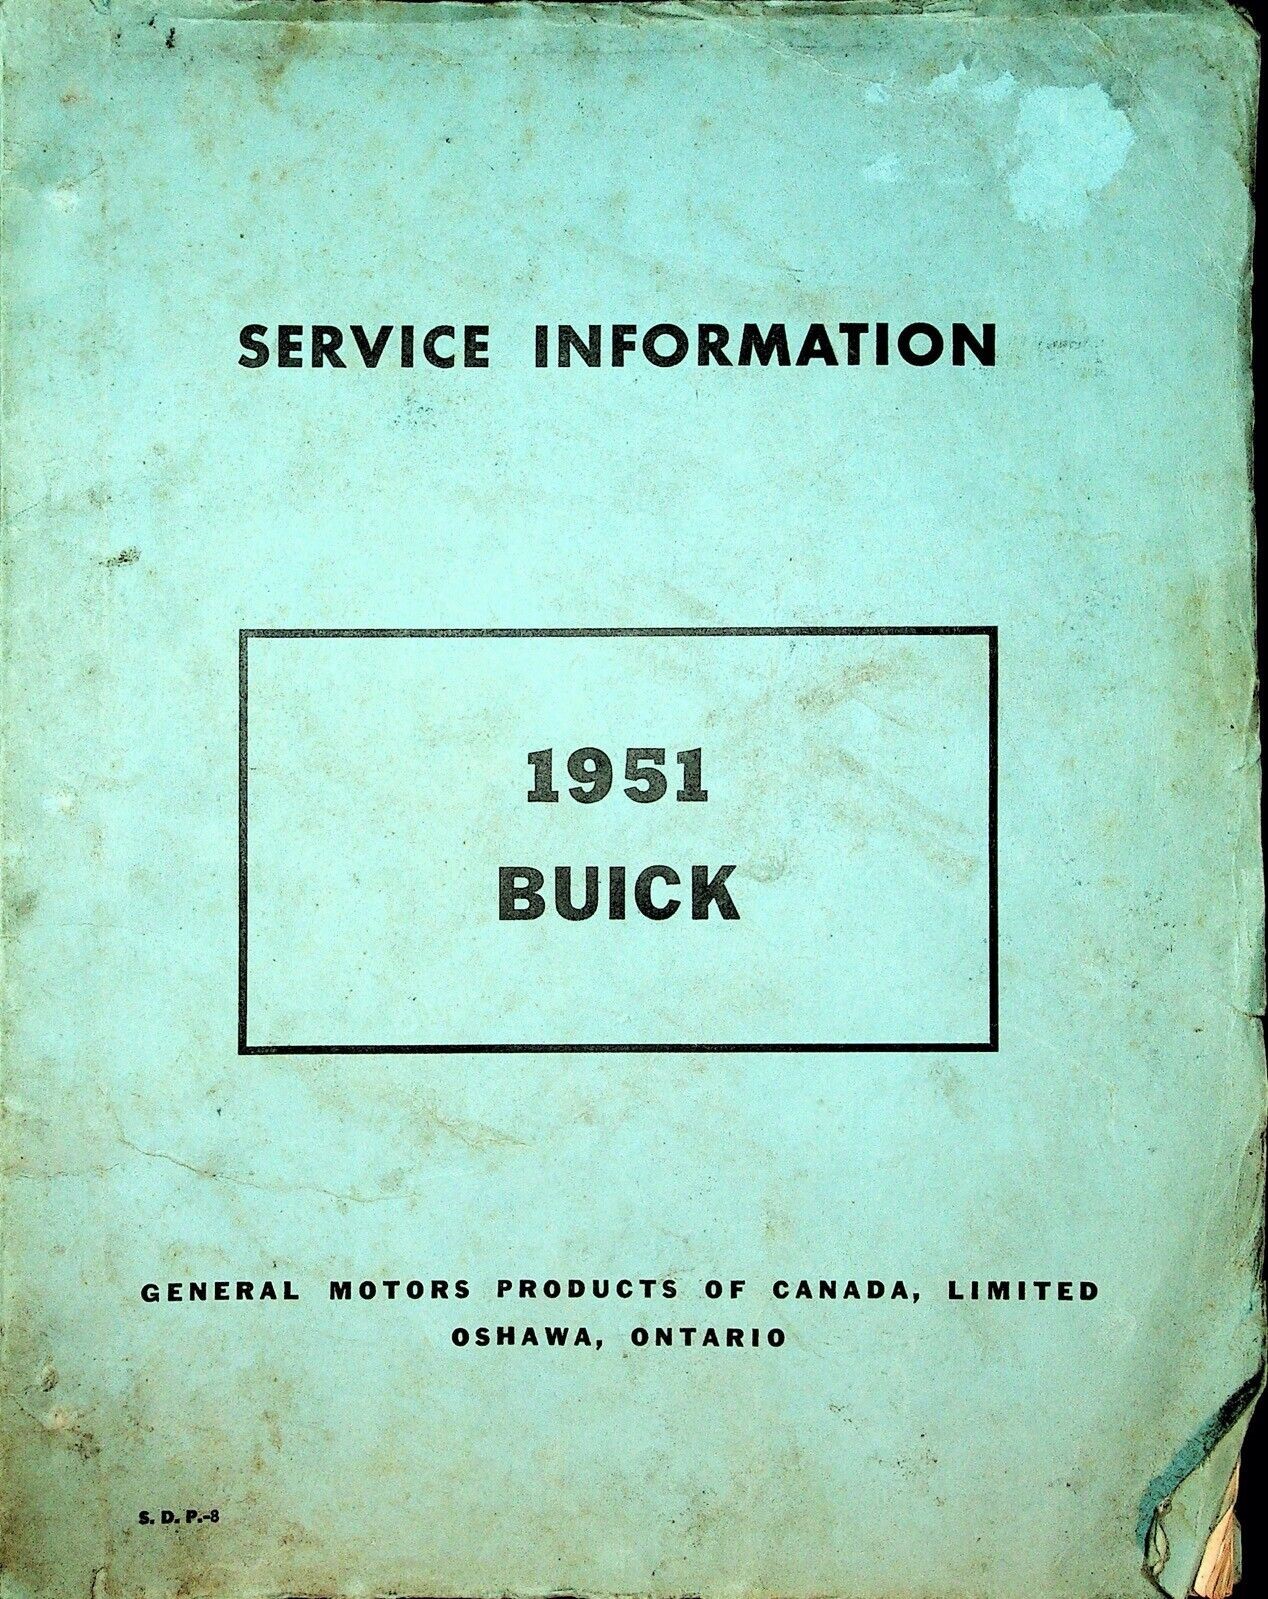 SERVICE INFORMATION
1951
BUICK
GENERAL MOTORS PRODUCTS OF CANADA, LIMITED
OSHAWA, ONTARIO
S. D. P.-8